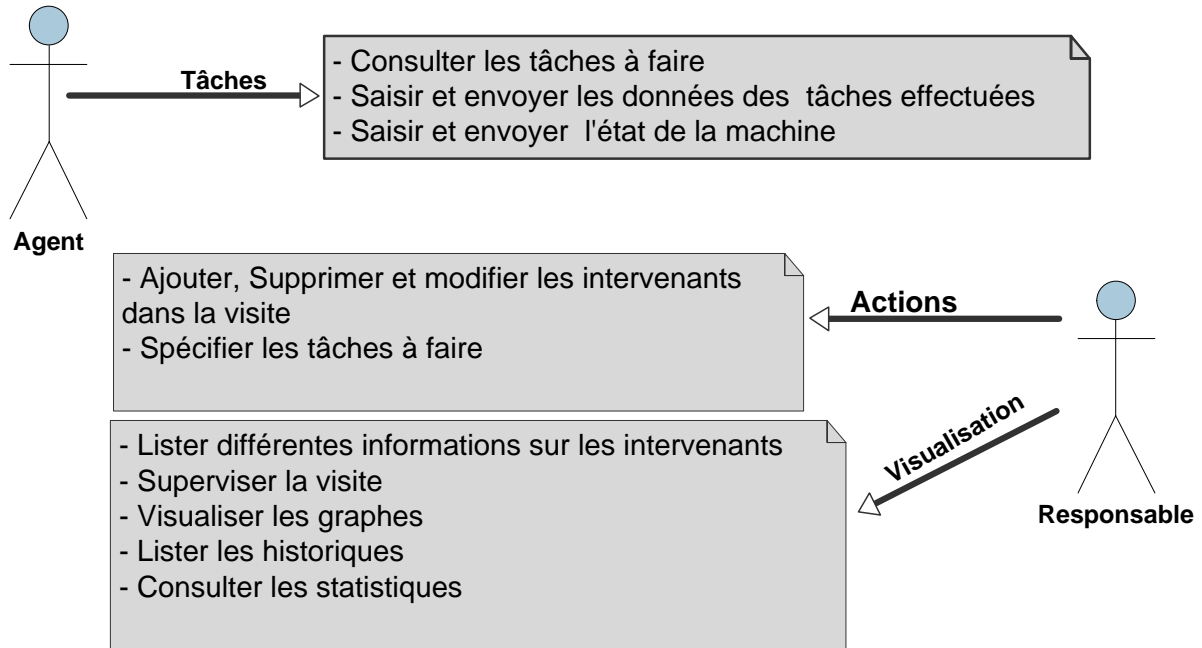 Tâches
- Consulter les tâches à faire
- Saisir et envoyer les données des tâches effectuées
- Saisir et envoyer l'état de la machine
Agent
- Ajouter, Supprimer et modifier les intervenants
dans la visite
- Spécifier les tâches à faire
Actions
- Lister différentes informations sur les intervenants
- Superviser la visite
- Visualiser les graphes
- Lister les historiques
- Consulter les statistiques
Visualisation
Responsable